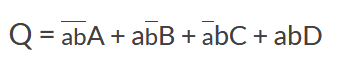 Q = a̅b̅A + ab̅B + a̅bC + abD